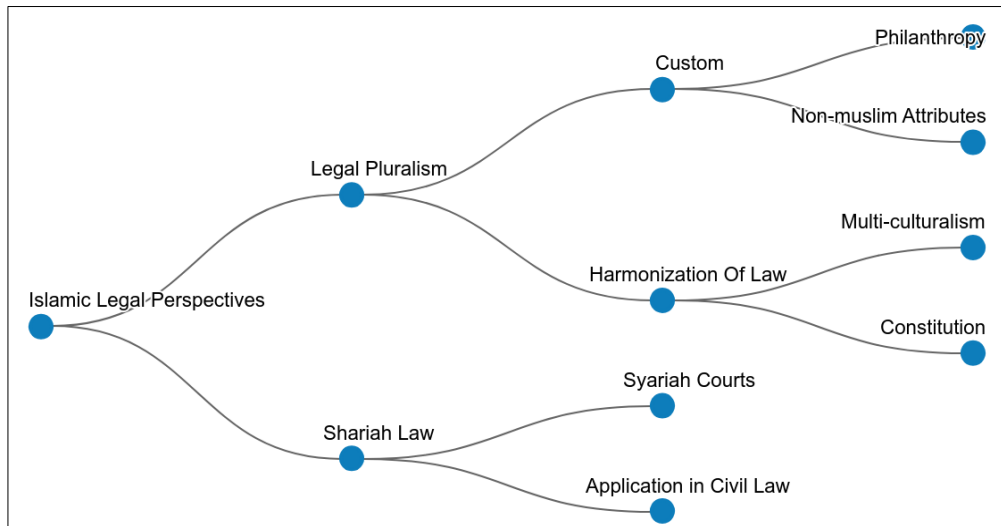 Philanthropy
Custom
Non-muslim Attributes
Legal Pluralism
Multi-culturalism
Harmonization Of Law
Islamic Legal Perspectives
Constitution
Syariah Courts
Shariah Law
Application in Civil Law